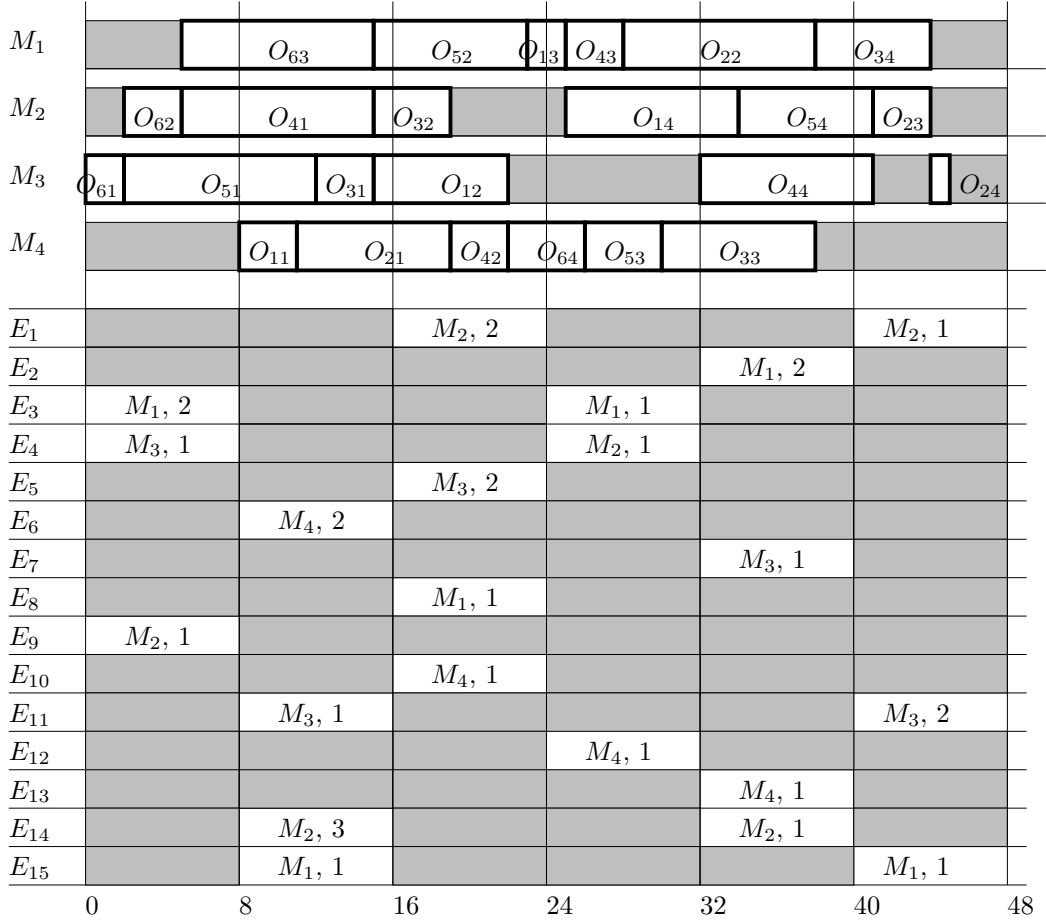 M₁ O₆₃ O₅₂ O₁₃ O₄₃ O₂₂ O₃₄
M₂ O₆₂ O₄₁ O₃₂ O₁₄ O₅₄ O₂₃
M₃ O₆₁ O₅₁ O₃₁ O₁₂ O₄₄ O₂₄
M₄ O₁₁ O₂₁ O₄₂ O₆₄ O₅₃ O₃₃
E₁ M₂, 2 M₂, 1
E₂ M₁, 2
E₃ M₁, 2 M₁, 1
E₄ M₃, 1 M₂, 1
E₅ M₃, 2
E₆ M₄, 2
E₇ M₃, 1
E₈ M₁, 1
E₉ M₂, 1
E₁₀ M₄, 1
E₁₁ M₃, 1 M₃, 2
E₁₂ M₄, 1
E₁₃ M₄, 1
E₁₄ M₂, 3 M₂, 1
E₁₅ M₁, 1 M₁, 1
0 8 16 24 32 40 48